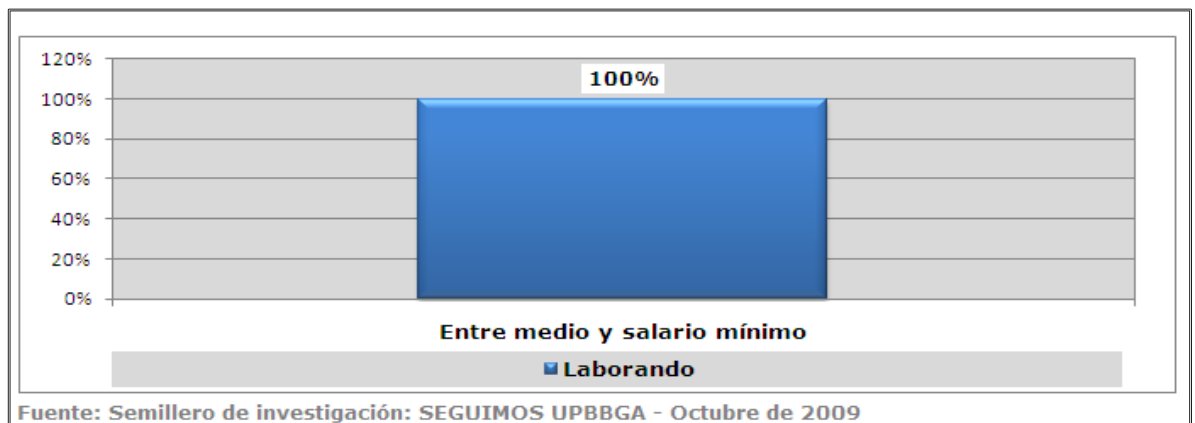 120%
100%
100%
80%
60%
40%
20%
0%
Entre medio y salario mínimo
Laborando
Fuente: Semillero de investigación: SEGUIMOS UPBBGA - Octubre de 2009